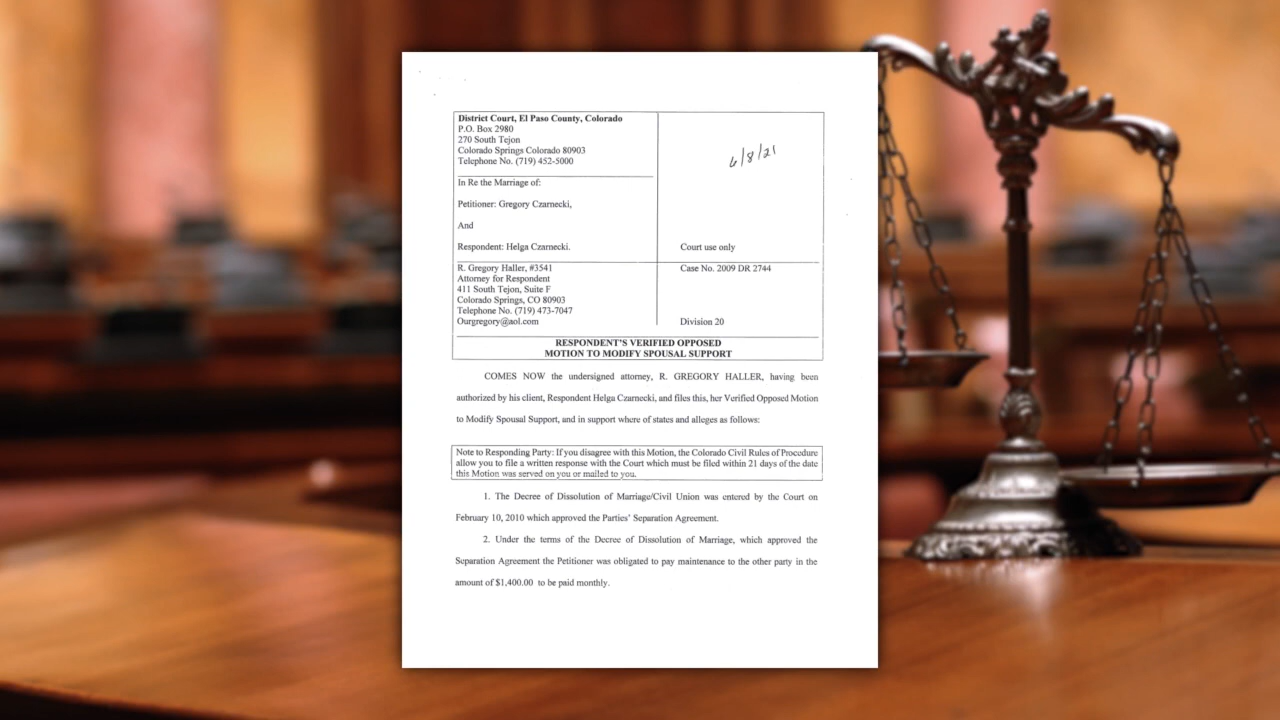 District Court, El Paso County, Colorado
P.O. Box 2980
270 South Tejon
Colorado Springs Colorado 80903
Telephone No. (719) 452-5000
6/8/21
In Re the Marriage of:
Petitioner: Gregory Czarnecki,
And
Respondent: Helga Czarnecki.
Court use only
R. Gregory Haller, #3541
Attorney for Respondent
411 South Tejon, Suite F
Colorado Springs, CO 80903
Telephone No. (719) 473-7047
Ourgregory@aol.com
Case No. 2009 DR 2744
Division 20
RESPONDENT'S VERIFIED OPPOSED
MOTION TO MODIFY SPOUSAL SUPPORT
COMES NOW the undersigned attorney, R. GREGORY HALLER, having been
authorized by his client, Respondent Helga Czarnecki, and files this, her Verified Opposed Motion
to Modify Spousal Support, and in support where of states and alleges as follows:
Note to Responding Party: If you disagree with this Motion, the Colorado Civil Rules of Procedure
allow you to file a written response with the Court which must be filed within 21 days of the date
this Motion was served on you or mailed to you.
1. The Decree of Dissolution of Marriage/Civil Union was entered by the Court on
February 10, 2010 which approved the Parties' Separation Agreement.
2. Under the terms of the Decree of Dissolution of Marriage, which approved the
Separation Agreement the Petitioner was obligated to pay maintenance to the other party in the
amount of $1,400.00 to be paid monthly.